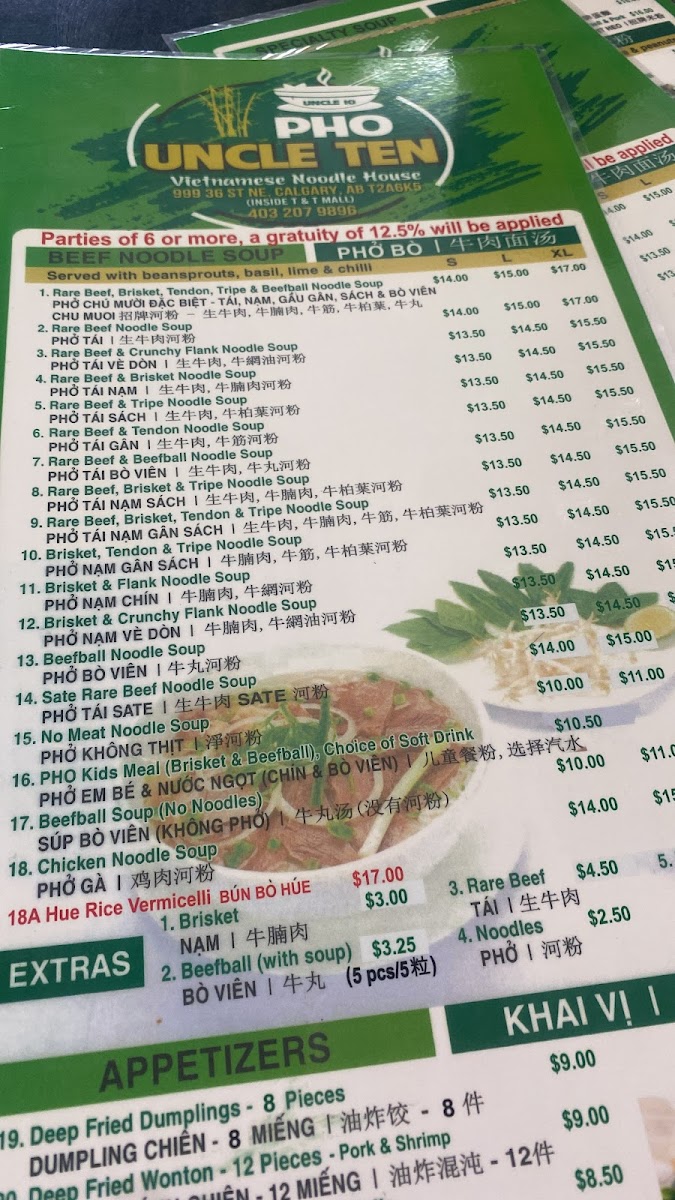 SPECIALTY SOUP
UNCLE 10
PHO
UNCLE TEN
Vietnamese Noodle House
999 36 ST NE, CALGARY, AB T2A6K5
(INSIDE T & T MALL)
403 207 9896
Parties of 6 or more, a gratuity of 12.5% will be applied
BEEF NOODLE SOUP PHỞ BÒ | 牛肉面汤
Served with beansprouts, basil, lime & chilli S L XL
1. Rare Beef, Brisket, Tendon, Tripe & Beefball Noodle Soup $14.00 $15.00 $17.00
PHỞ CHÚ MƯỜI ĐẶC BIỆT - TÁI, NẠM, GẦU GÂN, SÁCH & BÒ VIÊN
CHU MUOI 招牌河粉 - 生牛肉, 牛腩肉, 牛筋, 牛柏葉, 牛丸
2. Rare Beef Noodle Soup $14.00 $15.00 $17.00
PHỞ TÁI | 生牛肉河粉
3. Rare Beef & Crunchy Flank Noodle Soup $13.50 $14.50 $15.50
PHỞ TÁI VÈ DÒN | 生牛肉, 牛網油河粉
4. Rare Beef & Brisket Noodle Soup $13.50 $14.50 $15.50
PHỞ TÁI NẠM | 生牛肉, 牛腩肉河粉
5. Rare Beef & Tripe Noodle Soup $13.50 $14.50 $15.50
PHỞ TÁI SÁCH | 生牛肉, 牛柏葉河粉
6. Rare Beef & Tendon Noodle Soup $13.50 $14.50 $15.50
PHỞ TÁI GÂN | 生牛肉, 牛筋河粉
7. Rare Beef & Beefball Noodle Soup $13.50 $14.50 $15.50
PHỞ TÁI BÒ VIÊN | 生牛肉, 牛丸河粉
8. Rare Beef, Brisket & Tripe Noodle Soup $13.50 $14.50 $15.50
PHỞ TÁI NẠM SÁCH | 生牛肉, 牛腩肉, 牛柏葉河粉
9. Rare Beef, Brisket, Tendon & Tripe Noodle Soup $13.50 $14.50 $15.50
PHỞ TÁI NẠM GÂN SÁCH | 生牛肉, 牛腩肉, 牛筋, 牛柏葉河粉
10. Brisket, Tendon & Tripe Noodle Soup $13.50 $14.50 $15.50
PHỞ NẠM GÂN SÁCH | 牛腩肉, 牛筋, 牛柏葉河粉
11. Brisket & Flank Noodle Soup $13.50 $14.50
PHỞ NẠM CHÍN | 牛腩肉, 牛網河粉
12. Brisket & Crunchy Flank Noodle Soup $13.50 $14.50
PHỞ NẠM VÈ DÒN | 牛腩肉, 牛網油河粉
13. Beefball Noodle Soup $13.50 $14.50
PHỞ BÒ VIÊN | 牛丸河粉
14. Sate Rare Beef Noodle Soup $14.00 $15.00
PHỞ TÁI SATE | 生牛肉 SATE 河粉
15. No Meat Noodle Soup $10.00 $11.00
PHỞ KHÔNG THỊT | 淨河粉
16. PHO Kids Meal (Brisket & Beefball), Choice of Soft Drink $10.50
PHỞ EM BÉ & NƯỚC NGỌT (CHÍN & BÒ VIÊN) | 儿童餐粉, 选择汽水
17. Beefball Soup (No Noodles) $10.00 $11.0
SÚP BÒ VIÊN (KHÔNG PHỞ) | 牛丸汤 (没有河粉)
18. Chicken Noodle Soup $14.00
PHỞ GÀ | 鸡肉河粉
18A Hue Rice Vermicelli BÚN BÒ HÚE $17.00
EXTRAS
1. Brisket $3.00
NẠM | 牛腩肉
2. Beefball (with soup) $3.25
BÒ VIÊN | 牛丸 (5 pcs/5粒)
3. Rare Beef $4.50
TÁI | 生牛肉
4. Noodles $2.50
PHỞ | 河粉
5.
APPETIZERS KHAI VỊ |
19. Deep Fried Dumplings - 8 Pieces $9.00
DUMPLING CHIÊN - 8 MIẾNG | 油炸饺 - 8 件
Deep Fried Wonton - 12 Pieces - Pork & Shrimp $9.00
CHIÊN - 12 MIẾNG | 油炸混沌 - 12件
$8.50